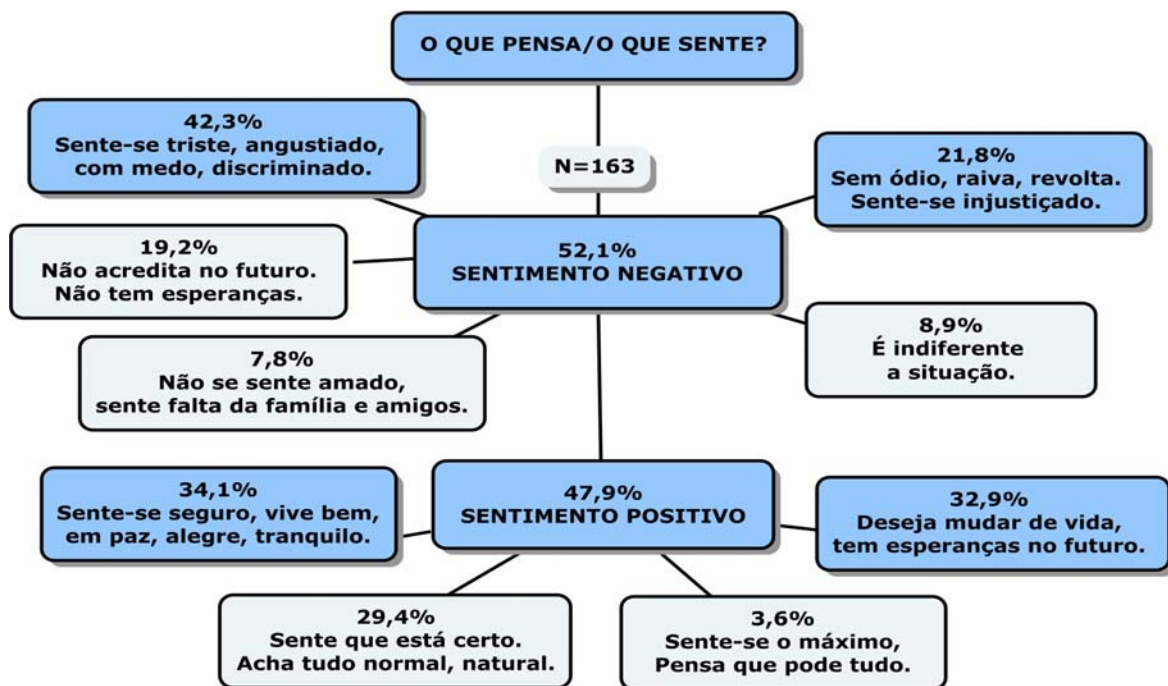 O QUE PENSA/O QUE SENTE?
42,3%
Sente-se triste, angustiado,
com medo, discriminado.
N=163
21,8%
Sem ódio, raiva, revolta.
Sente-se injustiçado.
19,2%
Não acredita no futuro.
Não tem esperanças.
52,1%
SENTIMENTO NEGATIVO
7,8%
Não se sente amado,
sente falta da família e amigos.
8,9%
É indiferente
a situação.
34,1%
Sente-se seguro, vive bem,
em paz, alegre, tranquilo.
47,9%
SENTIMENTO POSITIVO
32,9%
Deseja mudar de vida,
tem esperanças no futuro.
29,4%
Sente que está certo.
Acha tudo normal, natural.
3,6%
Sente-se o máximo,
Pensa que pode tudo.